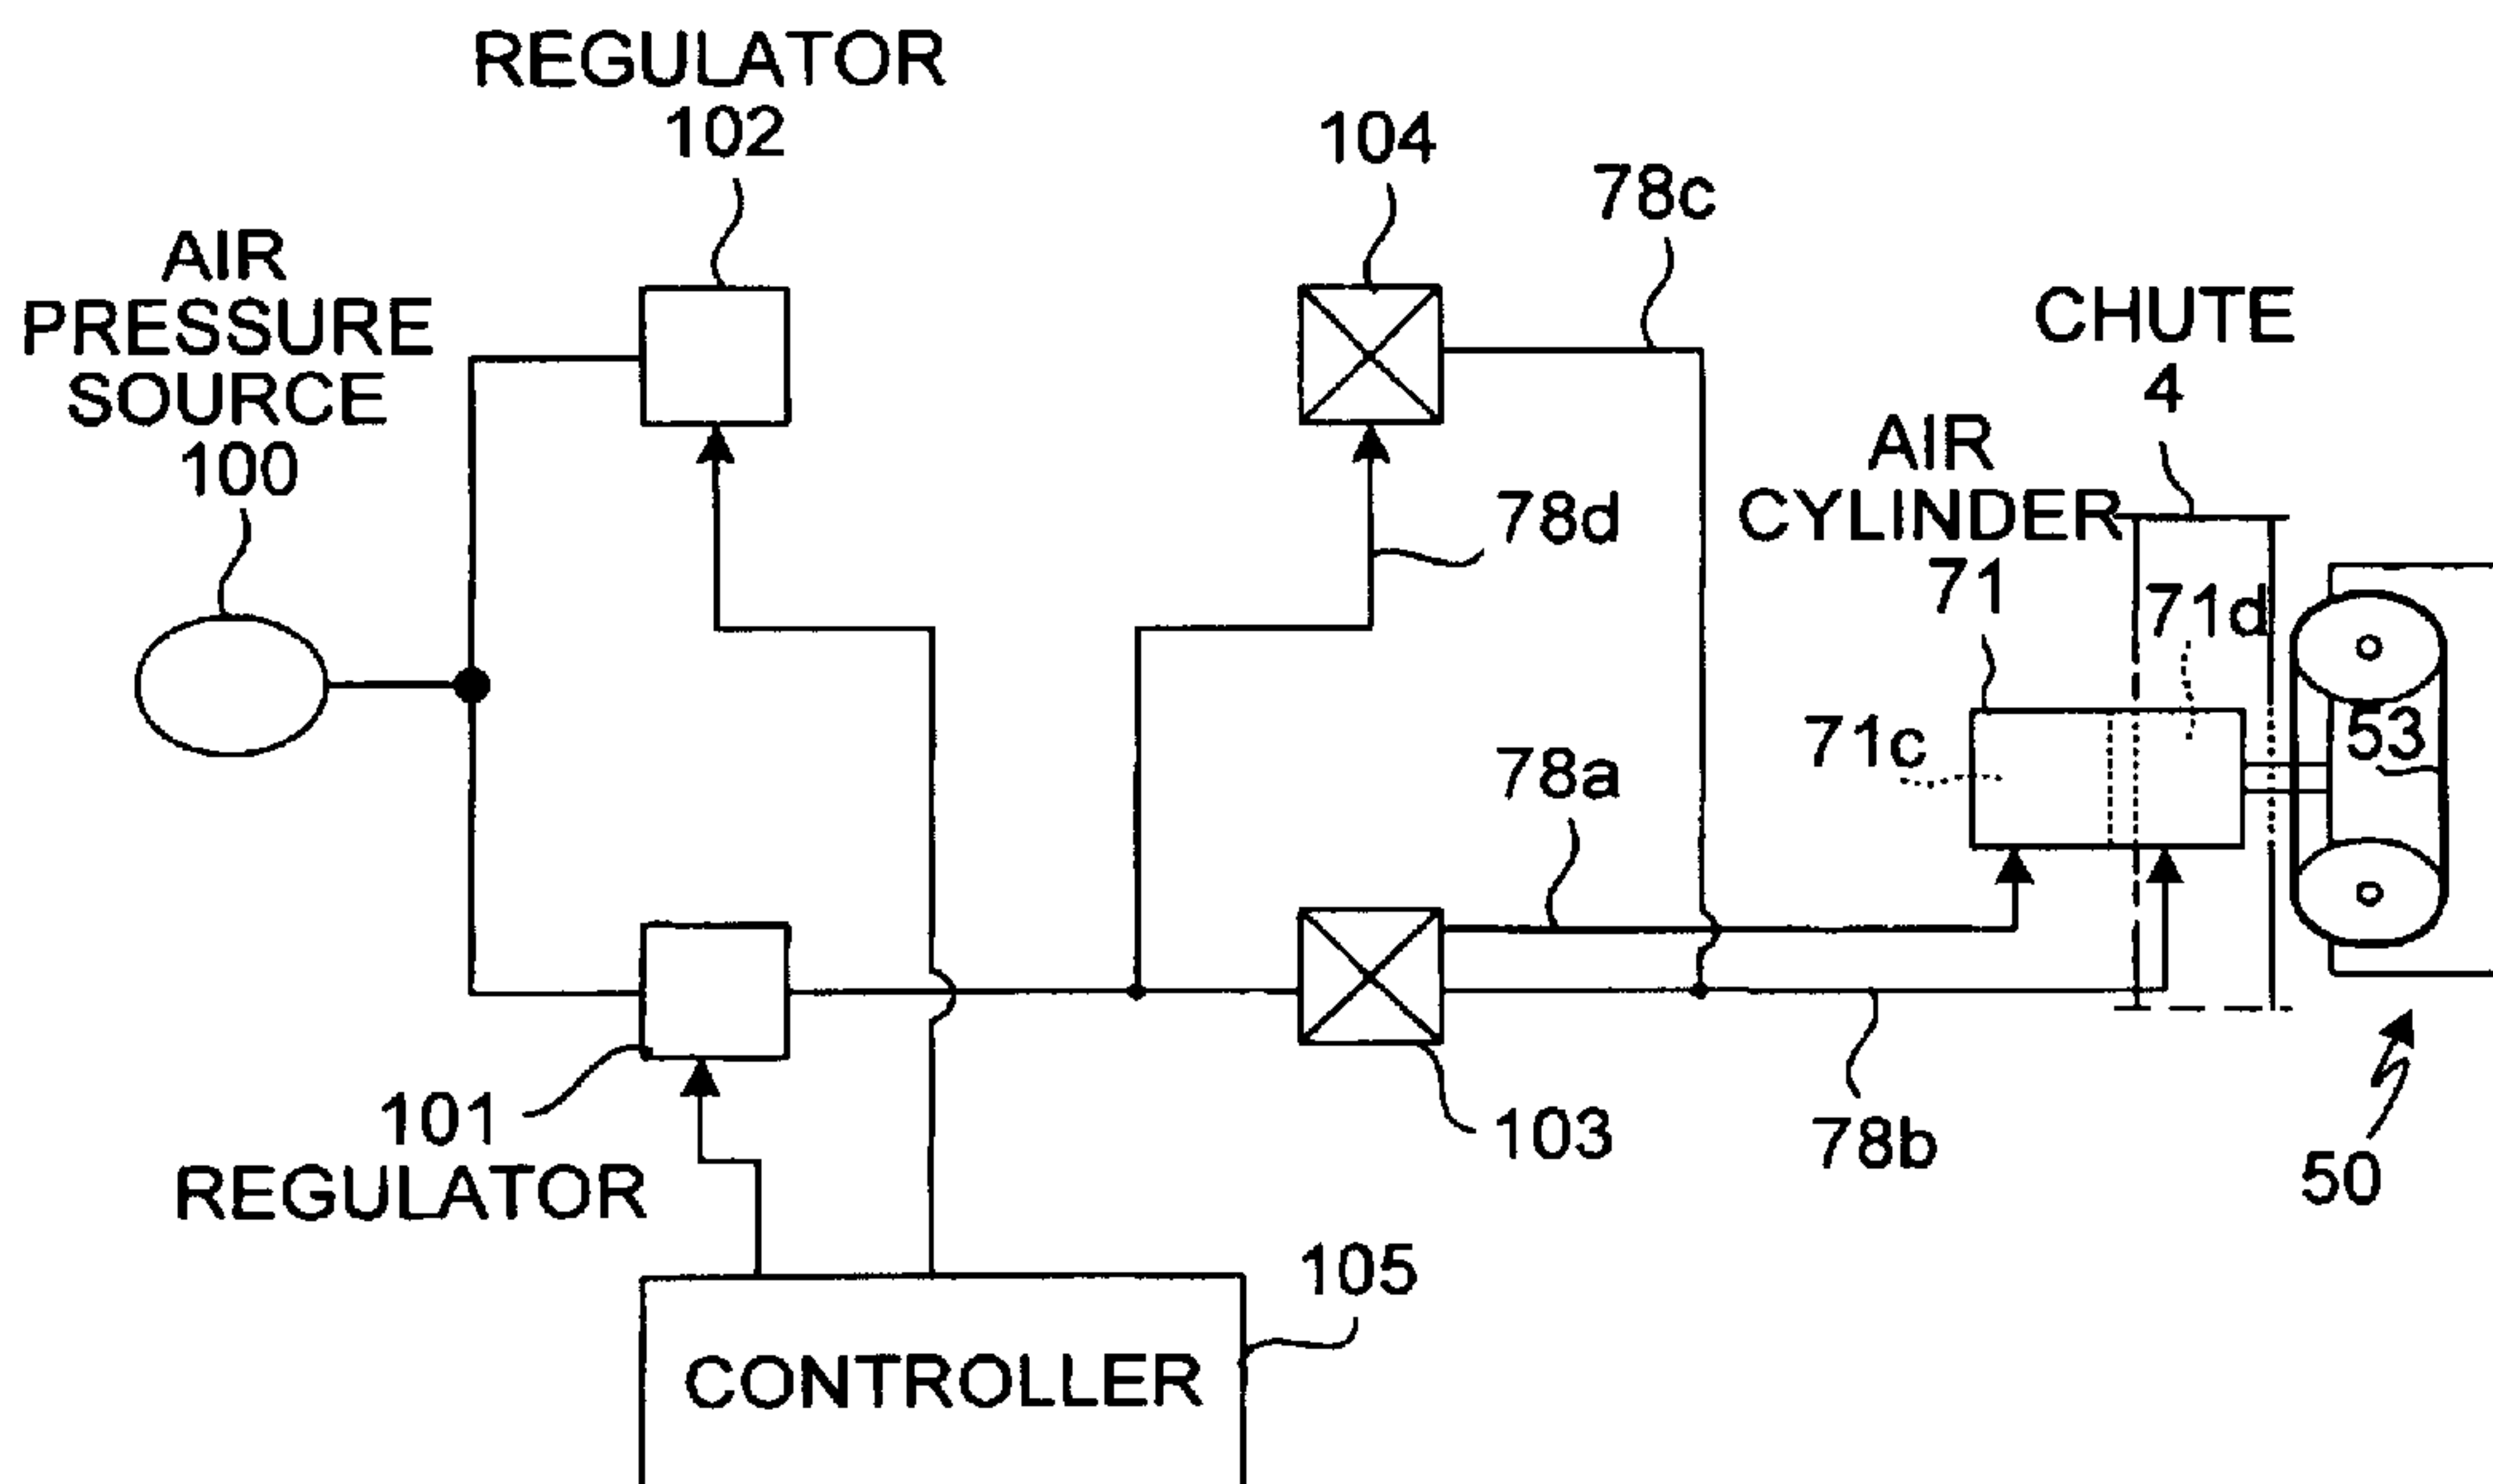 REGULATOR
102
104
78c
AIR
PRESSURE
SOURCE
100
CHUTE
4
AIR
CYLINDER
71
78d
71d
71c
53
78a
101
REGULATOR
103
78b
50
105
CONTROLLER